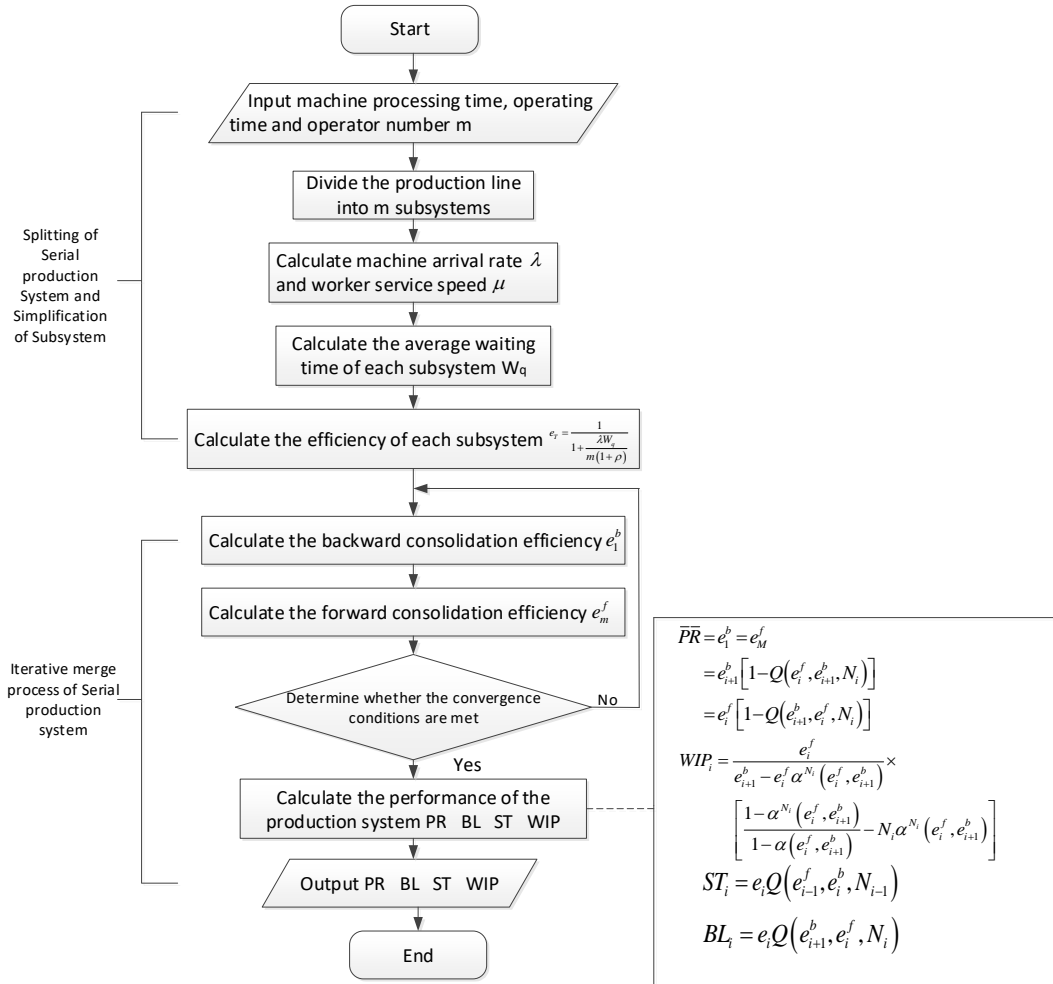 Start
Input machine processing time, operating
time and operator number m
Divide the production line
into m subsystems
Splitting of
Serial
production
System and
Simplification
of Subsystem
Calculate machine arrival rate λ
and worker service speed μ
Calculate the average waiting
time of each subsystem Wq
Calculate the efficiency of each subsystem e_T = 1 / (1 + λW_q / (m(1+ρ)))
Calculate the backward consolidation efficiency e_1^b
Calculate the forward consolidation efficiency e_m^f
Iterative merge
process of Serial
production
system
Determine whether the convergence
conditions are met
No
Yes
Calculate the performance of the
production system PR BL ST WIP
Output PR BL ST WIP
End
P̅R̅ = e_1^b = e_M^f
= e_{i+1}^b [1 - Q(e_i^f, e_{i+1}^b, N_i)]
= e_i^f [1 - Q(e_{i+1}^b, e_i^f, N_i)]
WIP_i = e_i^f / (e_{i+1}^b - e_i^f α^{N_i}(e_i^f, e_{i+1}^b)) ×
[(1 - α^{N_i}(e_i^f, e_{i+1}^b)) / (1 - α(e_i^f, e_{i+1}^b)) - N_i α^{N_i}(e_i^f, e_{i+1}^b)]
ST_i = e_i Q(e_{i-1}^f, e_i^b, N_{i-1})
BL_i = e_i Q(e_{i+1}^b, e_i^f, N_i)